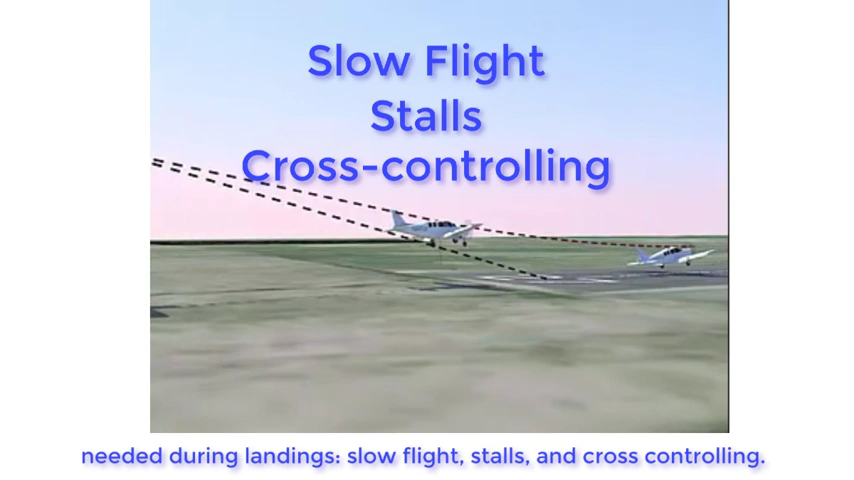 Slow Flight
Stalls
Cross-controlling
needed during landings: slow flight, stalls, and cross controlling.